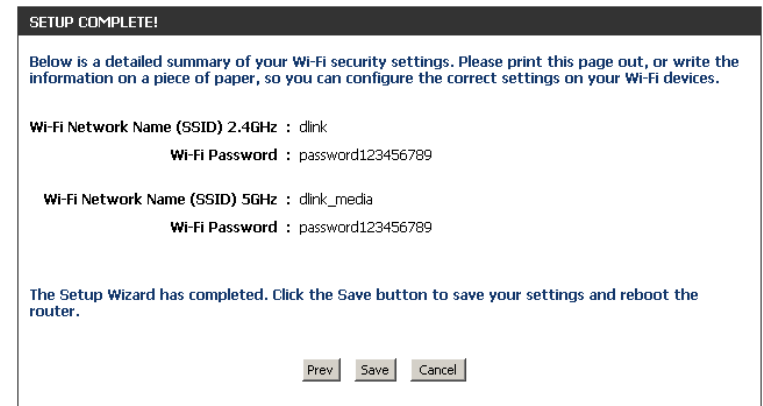 SETUP COMPLETE!
Below is a detailed summary of your Wi-Fi security settings. Please print this page out, or write the
information on a piece of paper, so you can configure the correct settings on your Wi-Fi devices.
Wi-Fi Network Name (SSID) 2.4GHz : dlink
Wi-Fi Password : password123456789
Wi-Fi Network Name (SSID) 5GHz : dlink_media
Wi-Fi Password : password123456789
The Setup Wizard has completed. Click the Save button to save your settings and reboot the
router.
Prev Save Cancel